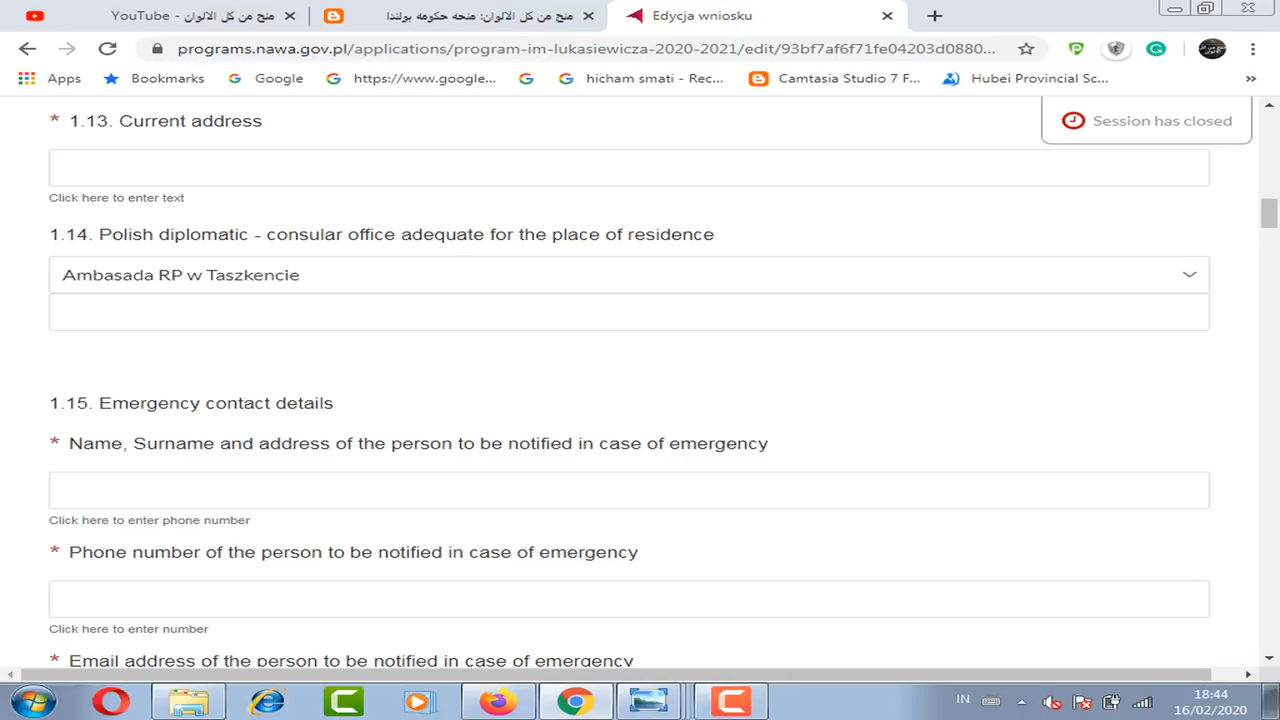 YouTube - منح من كل الالوان
منح من كل الالوان: منحه حكومه بولندا
Edycja wniosku
programs.nawa.gov.pl/applications/program-im-lukasiewicza-2020-2021/edit/93bf7af6f71fe04203d0880...
Apps Bookmarks Google https://www.google... hicham smati - Rec... Camtasia Studio 7 F... Hubei Provincial Sc... »
* 1.13. Current address
Session has closed
Click here to enter text
1.14. Polish diplomatic - consular office adequate for the place of residence
Ambasada RP w Taszkencie
1.15. Emergency contact details
* Name, Surname and address of the person to be notified in case of emergency
Click here to enter phone number
* Phone number of the person to be notified in case of emergency
Click here to enter number
* Email address of the person to be notified in case of emergency
IN
18:44
16/02/2020